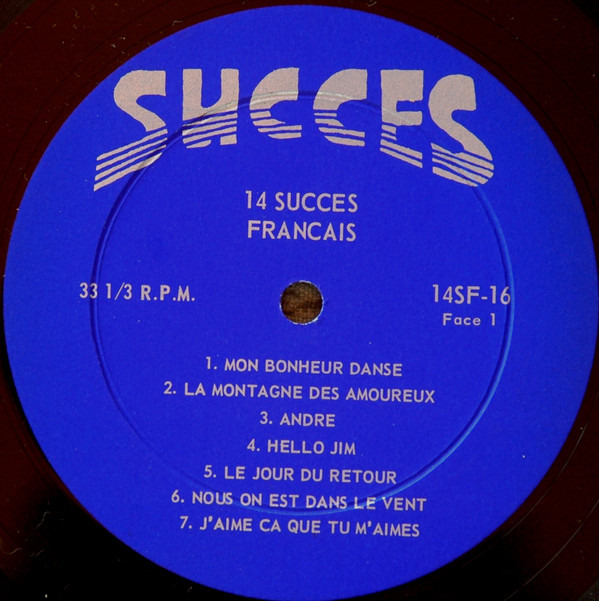 SUCCES
14 SUCCES
FRANCAIS
33 1/3 R.P.M.
14SF-16
Face 1
1. MON BONHEUR DANSE
2. LA MONTAGNE DES AMOUREUX
3. ANDRE
4. HELLO JIM
5. LE JOUR DU RETOUR
6. NOUS ON EST DANS LE VENT
7. J'AIME CA QUE TU M'AIMES